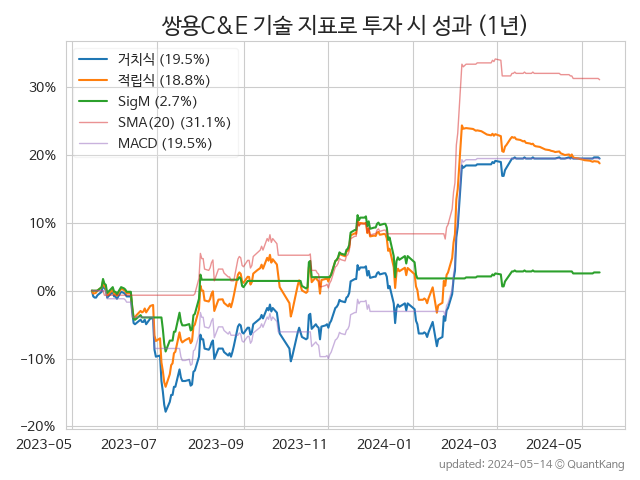 쌍용C&E 기술 지표로 투자 시 성과 (1년)
거치식 (19.5%)
적립식 (18.8%)
SigM (2.7%)
SMA(20) (31.1%)
MACD (19.5%)
30%
20%
10%
0%
−10%
−20%
2023-05 2023-07 2023-09 2023-11 2024-01 2024-03 2024-05
updated: 2024-05-14 © QuantKang